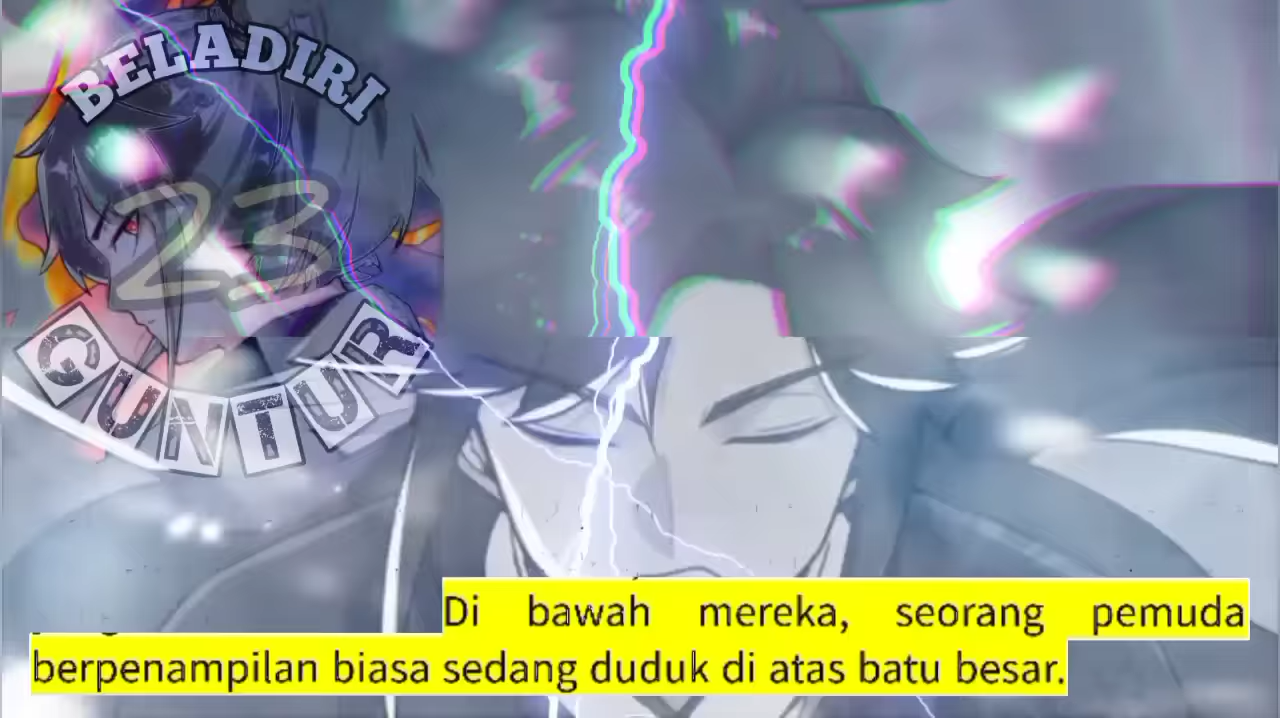 BELADIRI
23
GUNTUR
Di bawah mereka, seorang pemuda
berpenampilan biasa sedang duduk di atas batu besar.